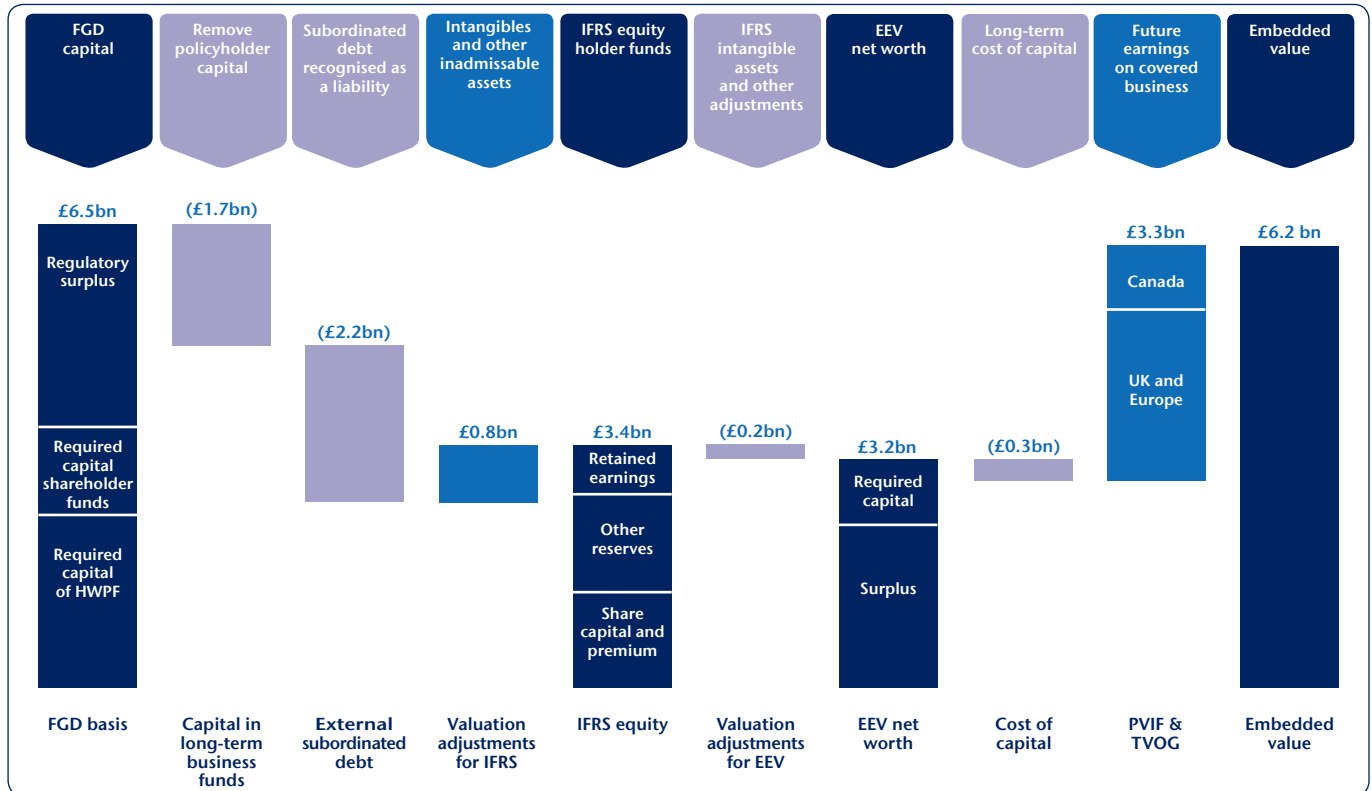 FGD
capital
Remove
policyholder
capital
Subordinated
debt
recognised as
a liability
Intangibles
and other
inadmissable
assets
IFRS equity
holder funds
IFRS
intangible
assets
and other
adjustments
EEV
net worth
Long-term
cost of capital
Future
earnings
on covered
business
Embedded
value
£6.5bn
Regulatory
surplus
Required
capital
shareholder
funds
Required
capital
of HWPF
(£1.7bn)
(£2.2bn)
£0.8bn
£3.4bn
Retained
earnings
Other
reserves
Share
capital and
premium
(£0.2bn)
£3.2bn
Required
capital
Surplus
(£0.3bn)
£3.3bn
Canada
UK and
Europe
£6.2 bn
FGD basis
Capital in
long-term
business
funds
External
subordinated
debt
Valuation
adjustments
for IFRS
IFRS equity
Valuation
adjustments
for EEV
EEV net
worth
Cost of
capital
PVIF &
TVOG
Embedded
value